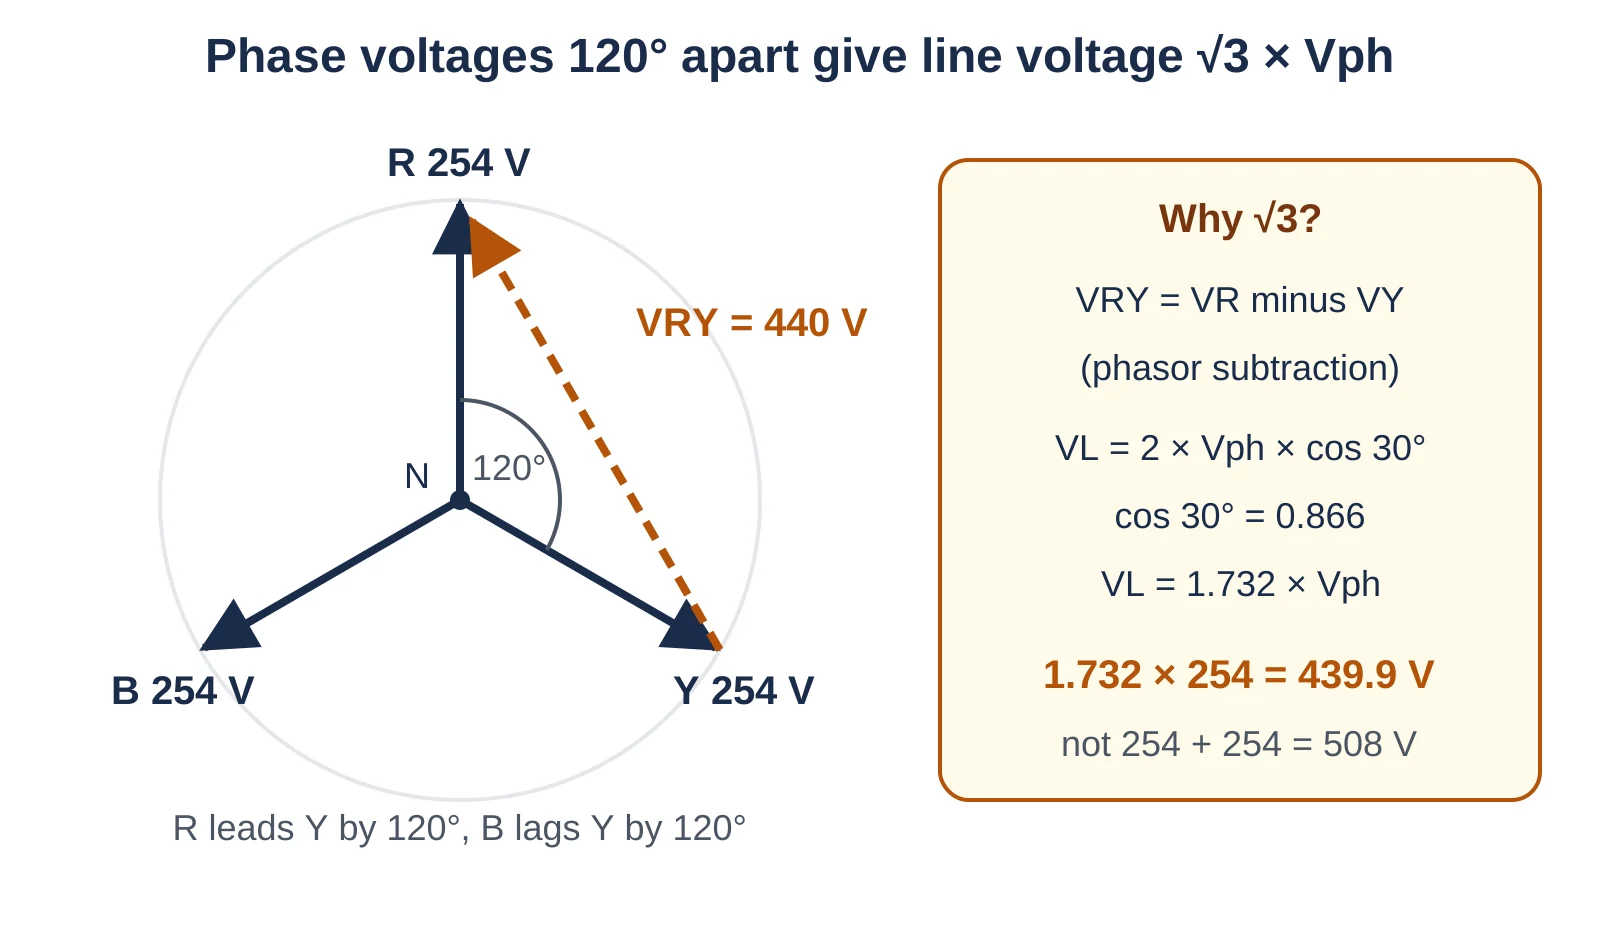 Phase voltages 120° apart give line voltage √3 × Vph
R 254 V
VRY = 440 V
N
120°
B 254 V
Y 254 V
R leads Y by 120°, B lags Y by 120°
Why √3?
VRY = VR minus VY
(phasor subtraction)
VL = 2 × Vph × cos 30°
cos 30° = 0.866
VL = 1.732 × Vph
1.732 × 254 = 439.9 V
not 254 + 254 = 508 V